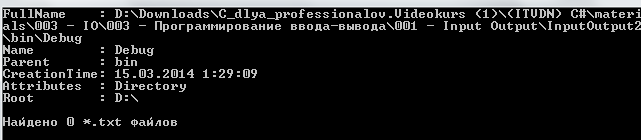 FullName    : D:\Downloads\C_dlya_professionalov.Videokurs (1)\(ITVDN) C#\materi
als\003 - IO\003 - Программирование ввода-вывода\001 - Input Output\InputOutput2
\bin\Debug
Name        : Debug
Parent      : bin
CreationTime: 15.03.2014 1:29:09
Attributes  : Directory
Root        : D:\
Найдено 0 *.txt файлов